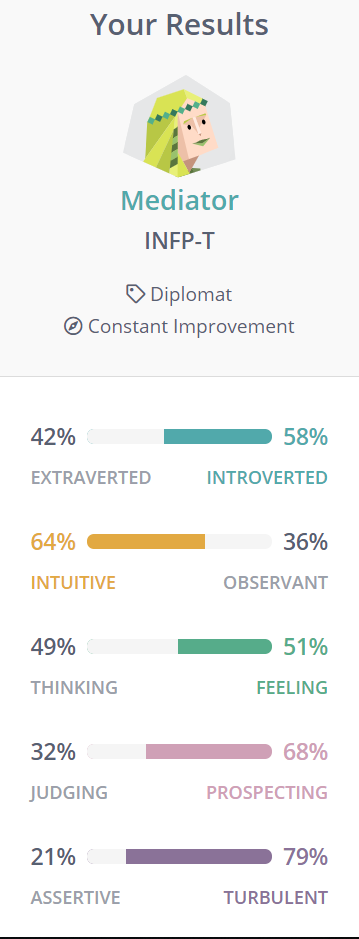 Your Results
Mediator
INFP-T
Diplomat
Constant Improvement
42% 58%
EXTRAVERTED INTROVERTED
64% 36%
INTUITIVE OBSERVANT
49% 51%
THINKING FEELING
32% 68%
JUDGING PROSPECTING
21% 79%
ASSERTIVE TURBULENT